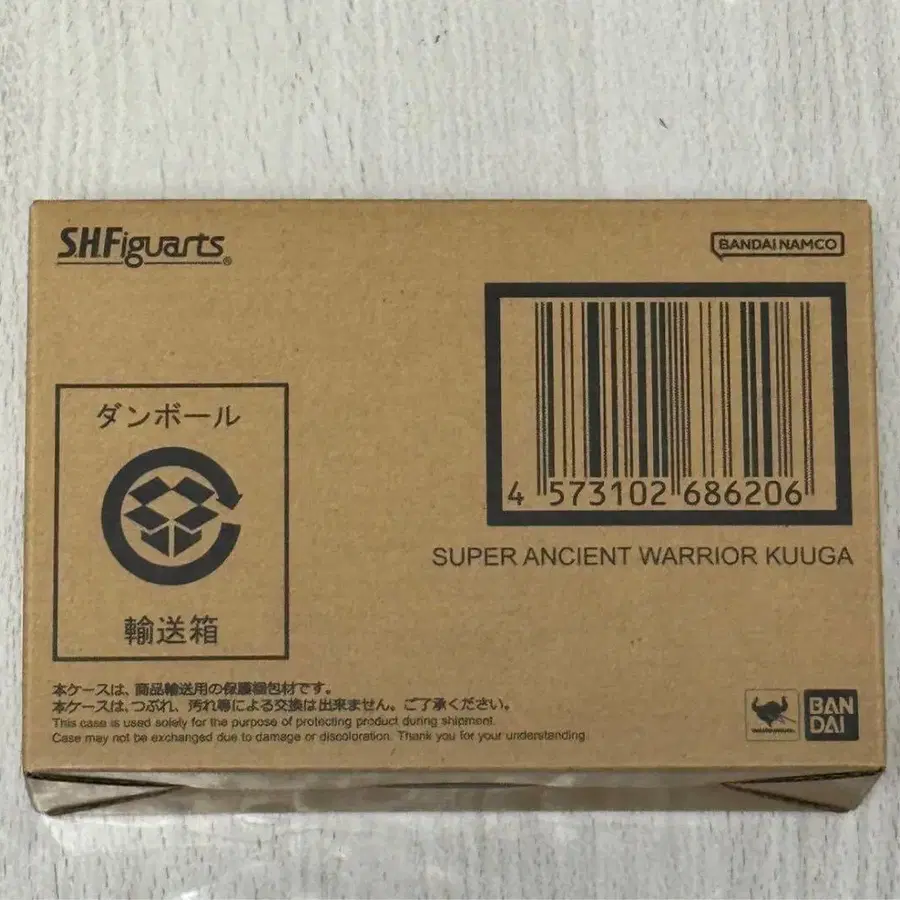 S.H.Figuarts®
BANDAI NAMCO
4 573102 686206
SUPER ANCIENT WARRIOR KUUGA
ダンボール
輸送箱
本ケースは、商品輸送用の保護梱包材です。
本ケースは、つぶれ、汚れ等による交換は出来ません。ご了承ください。
This case is used solely for the purpose of protecting product during shipment.
Case may not be exchanged due to damage or discoloration. Thank you for your understanding.
BAN
DAI